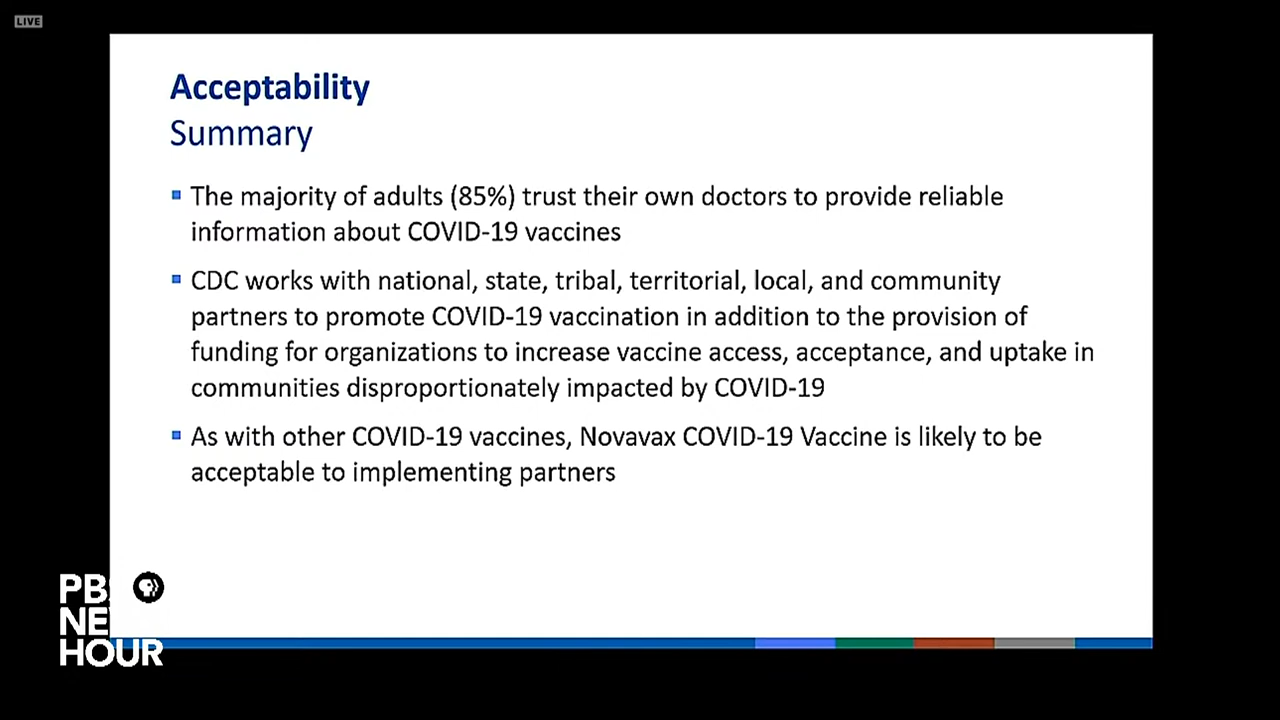 LIVE
Acceptability
Summary
The majority of adults (85%) trust their own doctors to provide reliable
information about COVID-19 vaccines
CDC works with national, state, tribal, territorial, local, and community
partners to promote COVID-19 vaccination in addition to the provision of
funding for organizations to increase vaccine access, acceptance, and uptake in
communities disproportionately impacted by COVID-19
As with other COVID-19 vaccines, Novavax COVID-19 Vaccine is likely to be
acceptable to implementing partners
PB
NE
HOUR